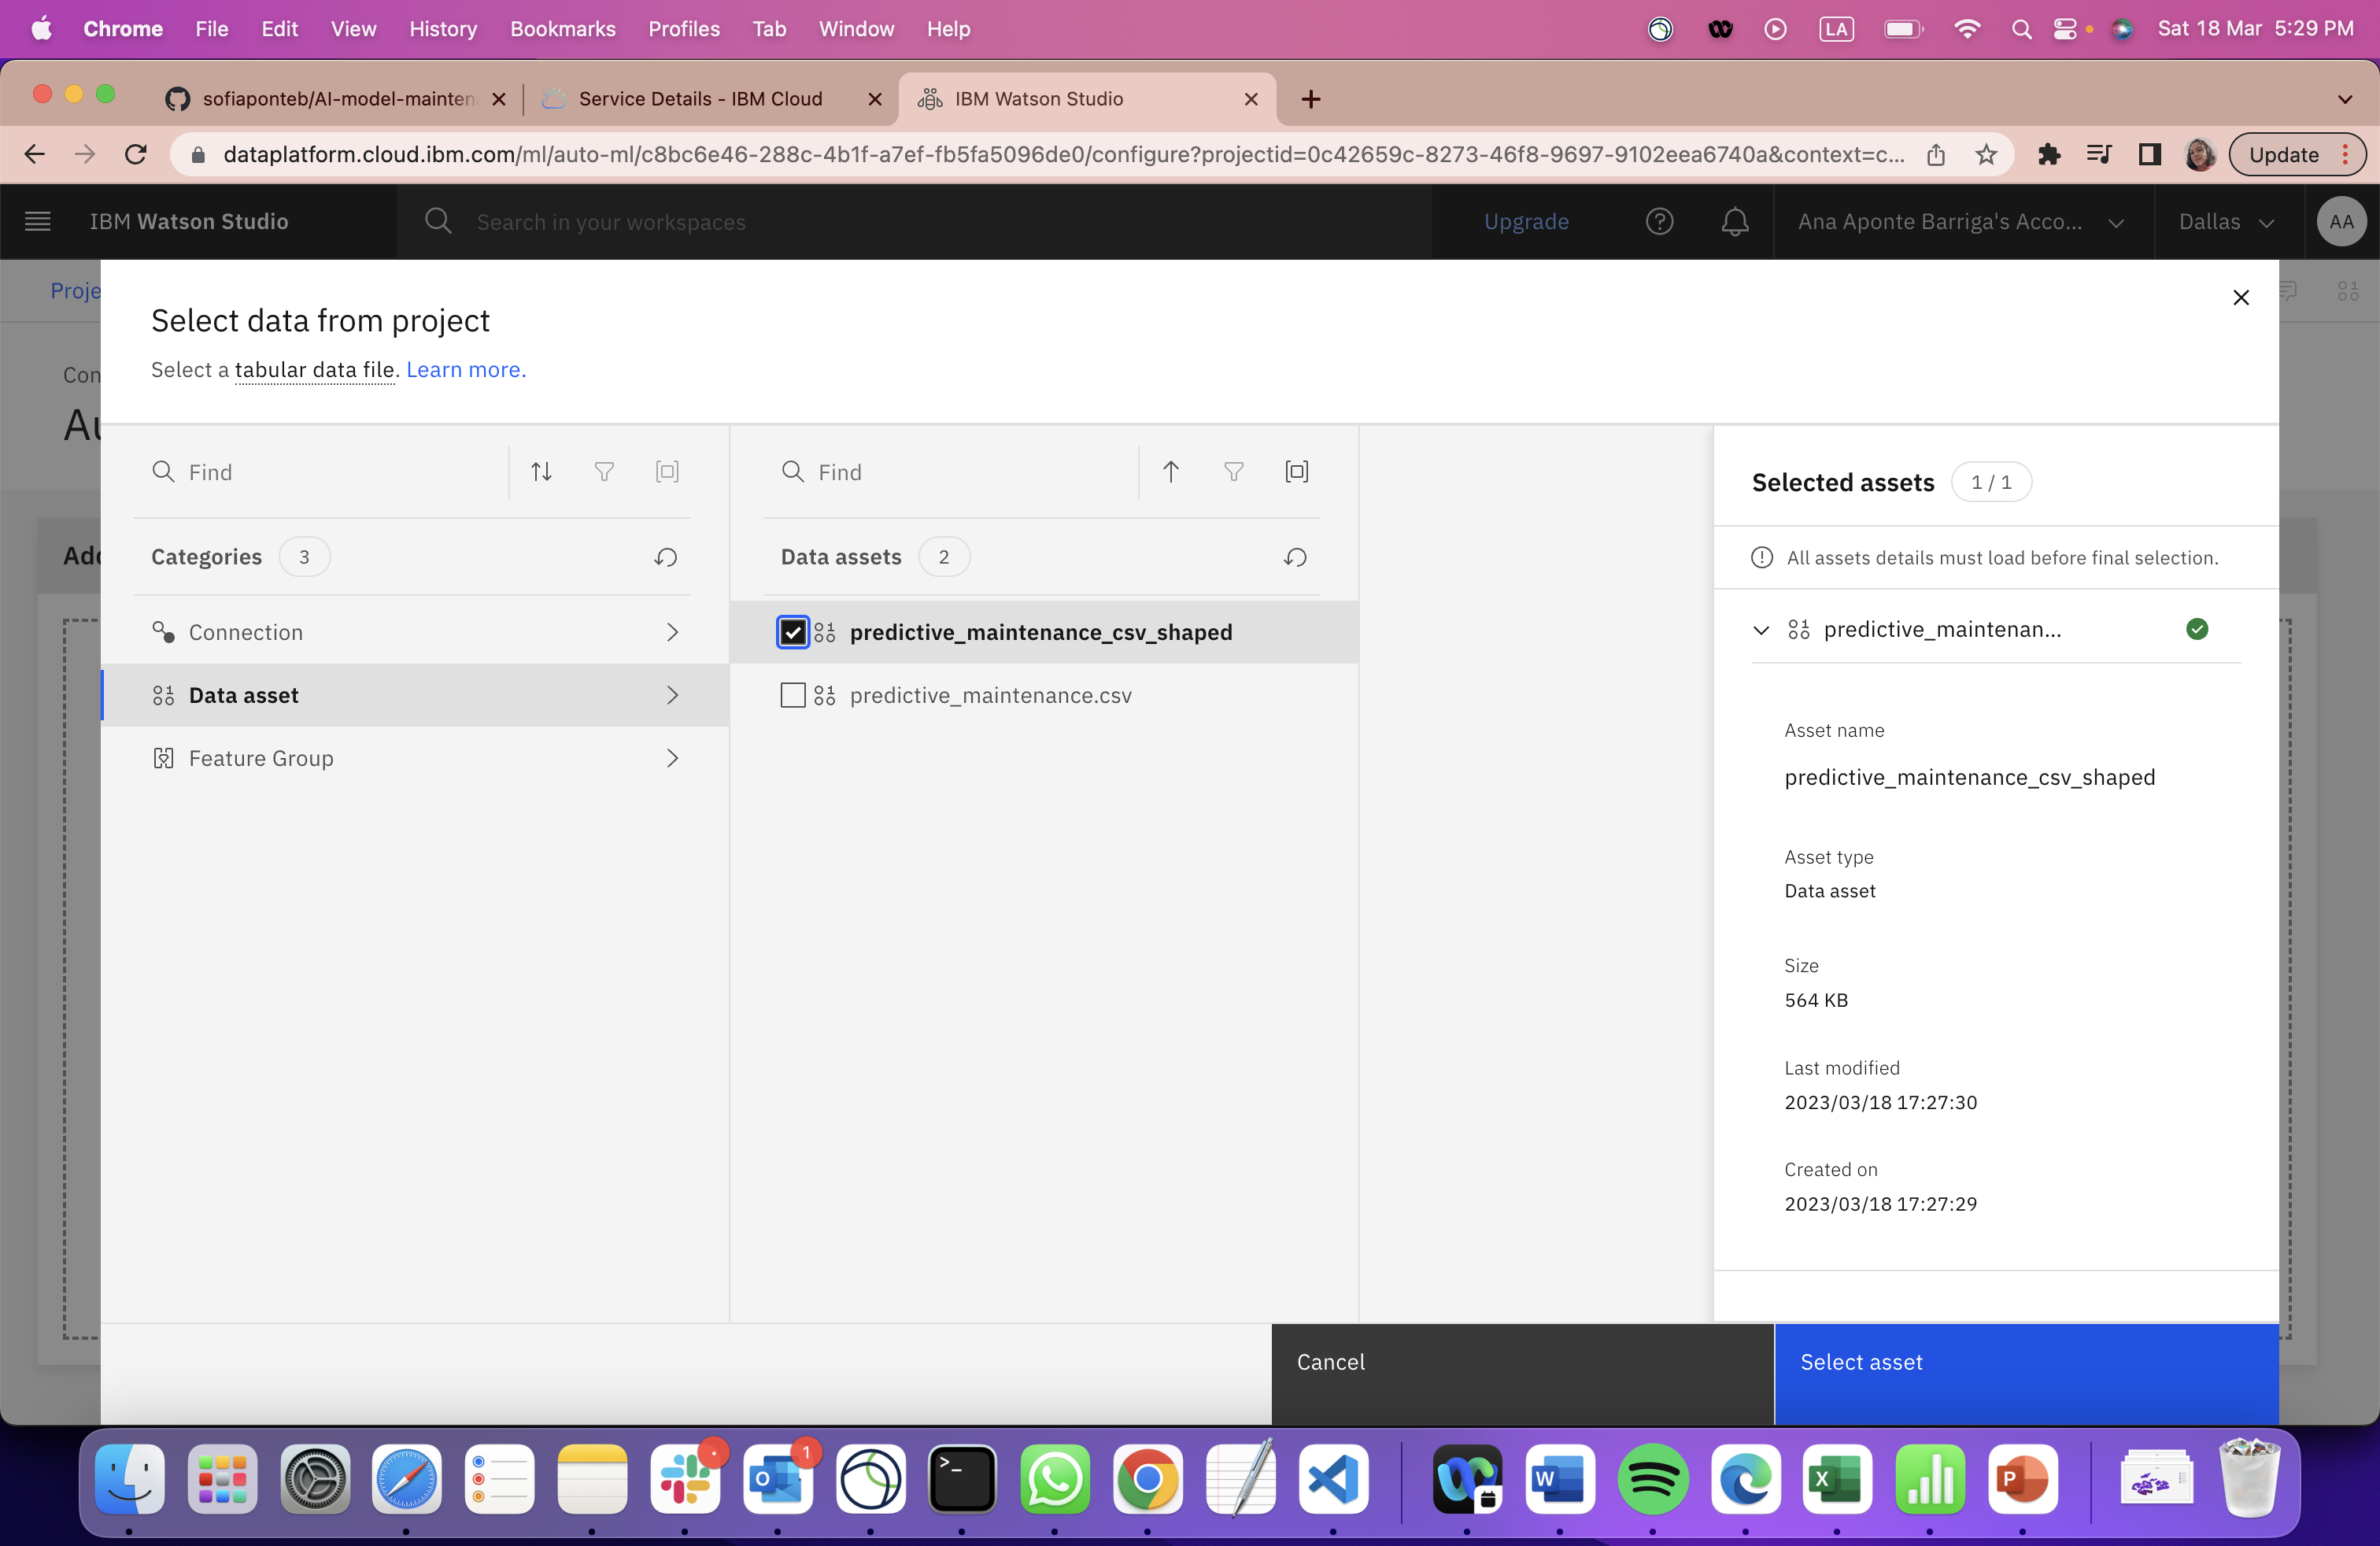 Chrome File Edit View History Bookmarks Profiles Tab Window Help LA Sat 18 Mar 5:29 PM
sofiaponteb/AI-model-mainten Service Details - IBM Cloud IBM Watson Studio
dataplatform.cloud.ibm.com/ml/auto-ml/c8bc6e46-288c-4b1f-a7ef-fb5fa5096de0/configure?projectid=0c42659c-8273-46f8-9697-9102eea6740a&context=c... Update
IBM Watson Studio Search in your workspaces Upgrade Ana Aponte Barriga's Acco... Dallas AA
Proje
Select data from project
Select a tabular data file. Learn more.
Con
Au
Find Find
Selected assets 1 / 1
Add
Categories 3 Data assets 2
All assets details must load before final selection.
Connection predictive_maintenance_csv_shaped
predictive_maintenan...
Data asset predictive_maintenance.csv
Feature Group
Asset name
predictive_maintenance_csv_shaped
Asset type
Data asset
Size
564 KB
Last modified
2023/03/18 17:27:30
Created on
2023/03/18 17:27:29
Cancel Select asset
1